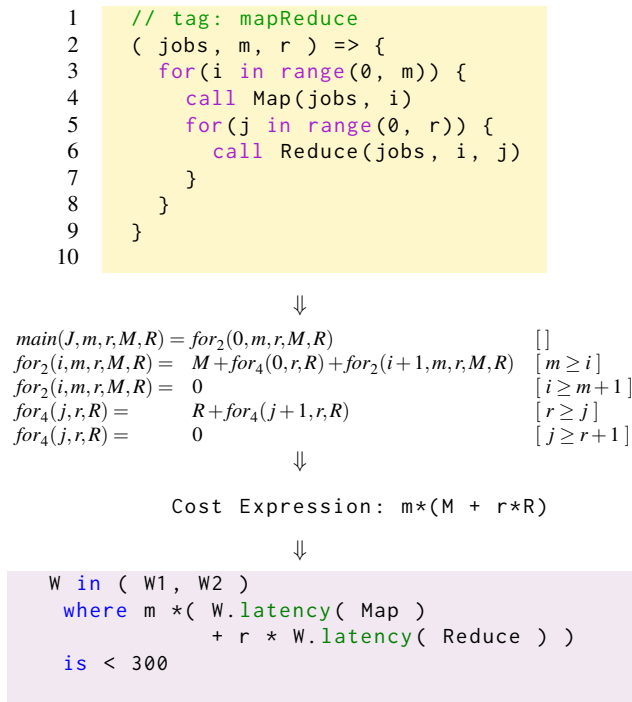 1 // tag: mapReduce
2 ( jobs, m, r ) => {
3 for(i in range(0, m)) {
4 call Map(jobs, i)
5 for(j in range(0, r)) {
6 call Reduce(jobs, i, j)
7 }
8 }
9 }
10
⇓
main(J,m,r,M,R) = for₂(0,m,r,M,R) [ ]
for₂(i,m,r,M,R) = M+for₄(0,r,R)+for₂(i+1,m,r,M,R) [ m ≥ i ]
for₂(i,m,r,M,R) = 0 [ i ≥ m+1 ]
for₄(j,r,R) = R+for₄(j+1,r,R) [ r ≥ j ]
for₄(j,r,R) = 0 [ j ≥ r+1 ]
⇓
Cost Expression: m*(M + r*R)
⇓
W in ( W1, W2 )
where m *( W.latency( Map )
+ r * W.latency( Reduce ) )
is < 300